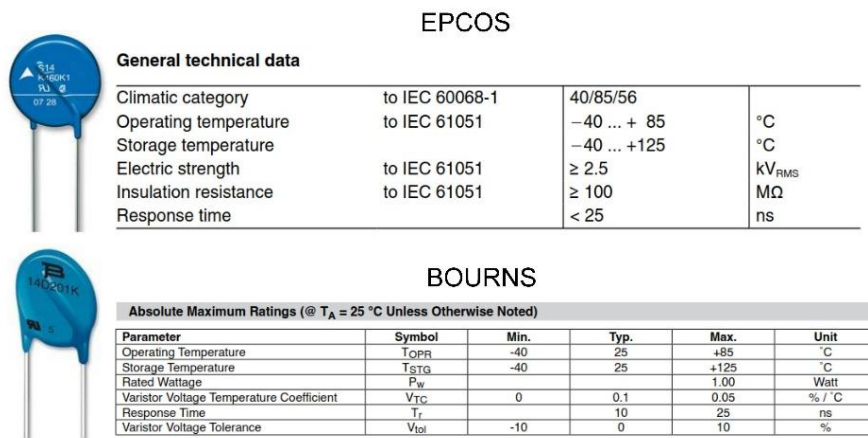 EPCOS
S14
K160K1
07 28
General technical data
Climatic category to IEC 60068-1 40/85/56
Operating temperature to IEC 61051 −40 ... + 85 °C
Storage temperature −40 ... +125 °C
Electric strength to IEC 61051 ≥ 2.5 kVRMS
Insulation resistance to IEC 61051 ≥ 100 MΩ
Response time < 25 ns
BOURNS
14D201K
Absolute Maximum Ratings (@ TA = 25 °C Unless Otherwise Noted)
Parameter Symbol Min. Typ. Max. Unit
Operating Temperature TOPR -40 25 +85 °C
Storage Temperature TSTG -40 25 +125 °C
Rated Wattage PW 1.00 Watt
Varistor Voltage Temperature Coefficient VTC 0 0.1 0.05 % / °C
Response Time Tr 10 25 ns
Varistor Voltage Tolerance Vtol -10 0 10 %